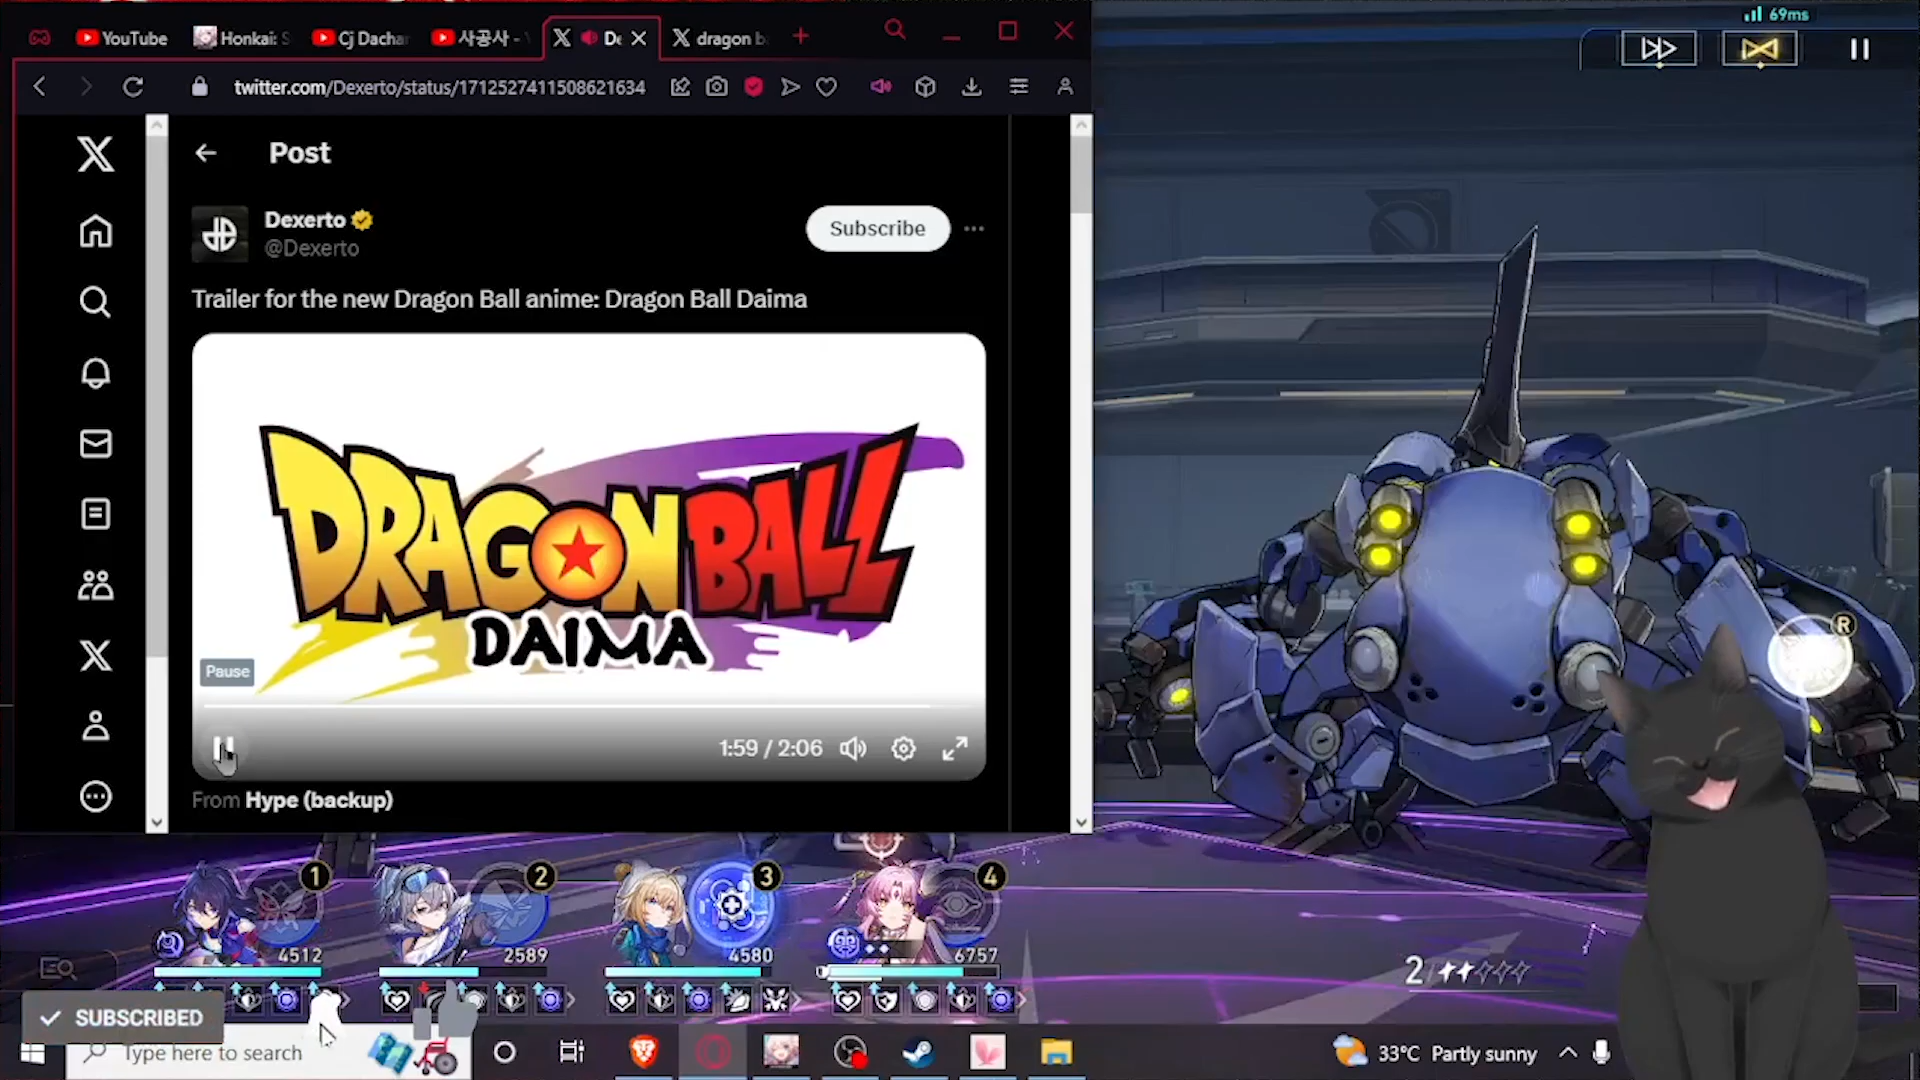 69ms
YouTube
Honkai: S
Cj Dachar
사공사 -
De
dragon b
twitter.com/Dexerto/status/1712527411508621634
Post
Dexerto
@Dexerto
Subscribe
Trailer for the new Dragon Ball anime: Dragon Ball Daima
DRAGON BALL
DAIMA
Pause
1:59 / 2:06
From Hype (backup)
R
1
2
3
4
4512
2589
4580
6757
2
SUBSCRIBED
Type here to search
33°C Partly sunny